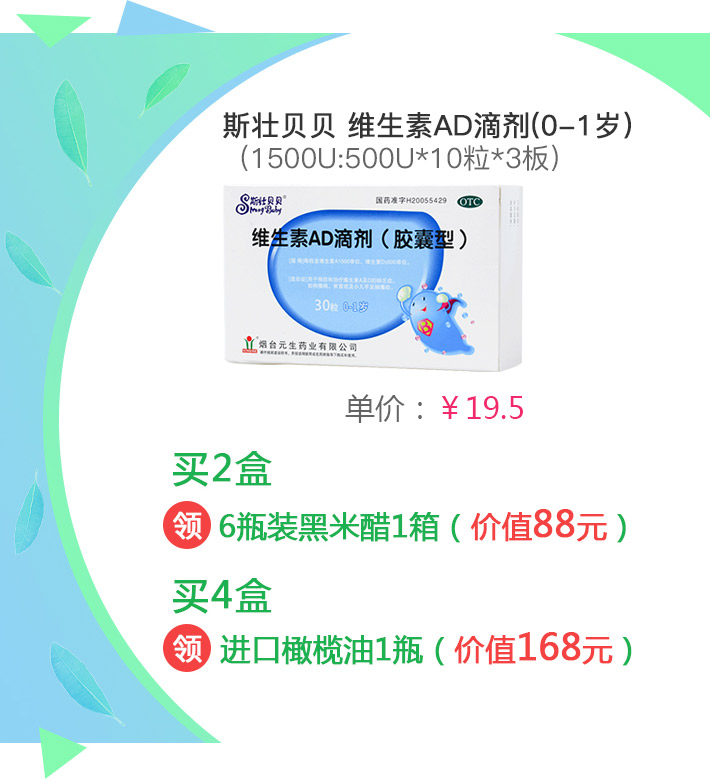 斯壮贝贝 维生素AD滴剂(0-1岁)
(1500U:500U*10粒*3板)
斯壮贝贝®
Strong Baby
国药准字H20055429
OTC
维生素AD滴剂（胶囊型）
30粒 0-1岁
烟台元生药业有限公司
单价：￥19.5
买2盒
领 6瓶装黑米醋1箱（价值88元）
买4盒
领 进口橄榄油1瓶（价值168元）